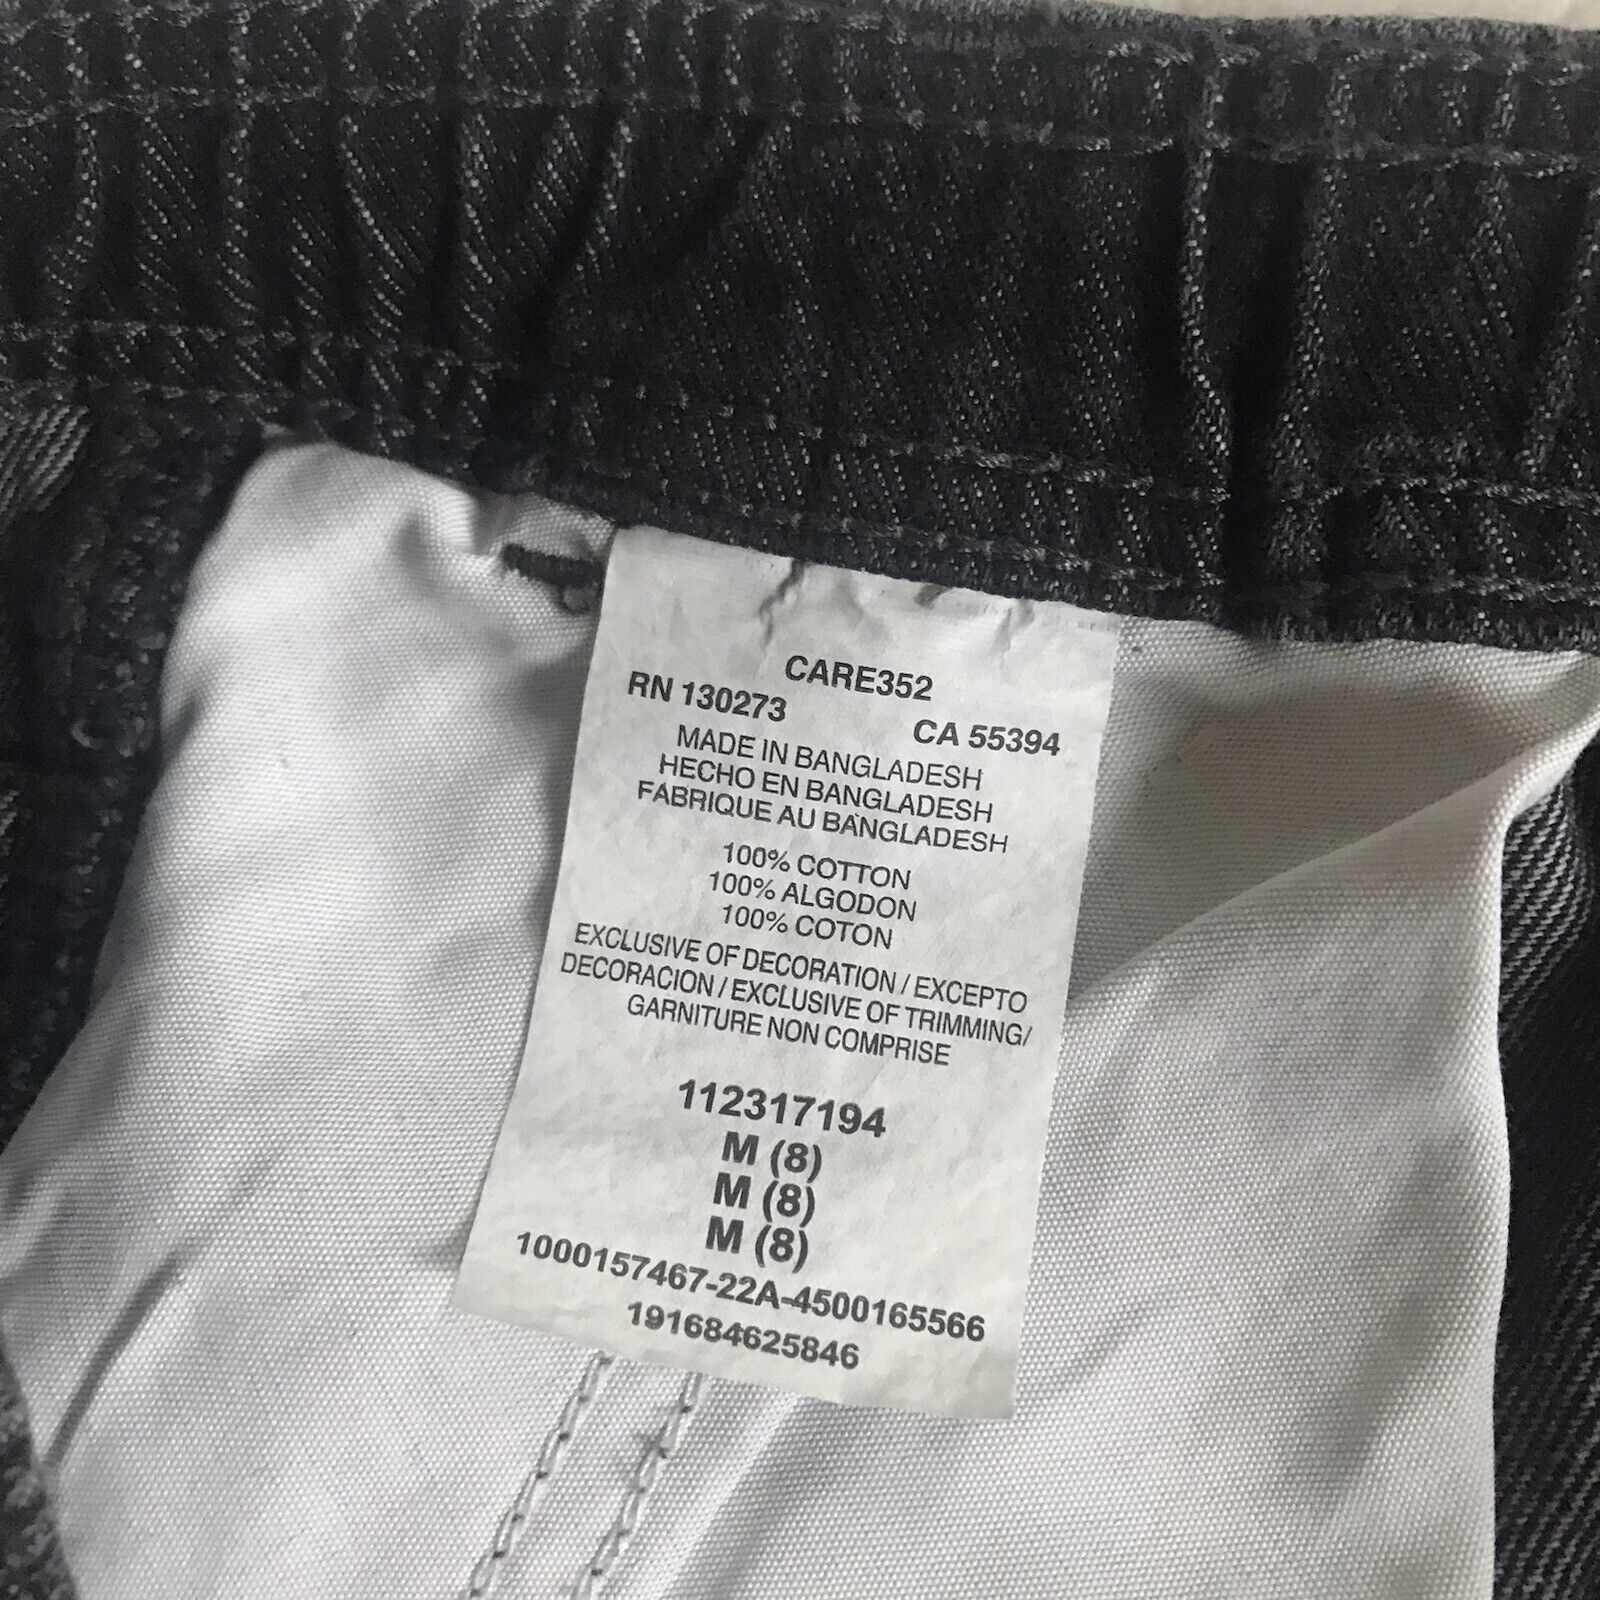 CARE352
RN 130273 CA 55394
MADE IN BANGLADESH
HECHO EN BANGLADESH
FABRIQUE AU BANGLADESH
100% COTTON
100% ALGODON
100% COTON
EXCLUSIVE OF DECORATION / EXCEPTO
DECORACION / EXCLUSIVE OF TRIMMING/
GARNITURE NON COMPRISE
112317194
M (8)
M (8)
M (8)
1000157467-22A-4500165566
191684625846